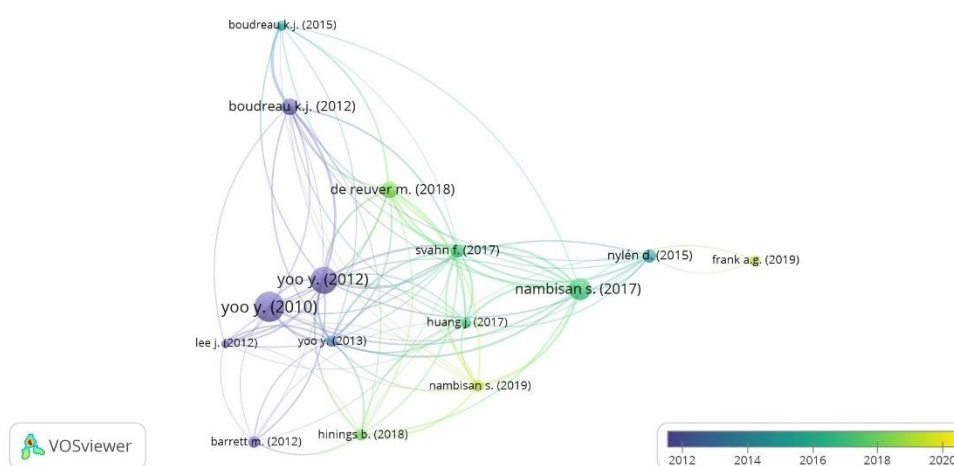 boudreau k.j. (2015)
boudreau k.j. (2012)
de reuver m. (2018)
svahn f. (2017)
nylén d. (2015)
frank a.g. (2019)
yoo y. (2012)
nambisan s. (2017)
yoo y. (2010)
huang j. (2017)
lee j. (2012)
yoo y. (2013)
nambisan s. (2019)
barrett m. (2012)
hinings b. (2018)
VOSviewer
2012 2014 2016 2018 2020